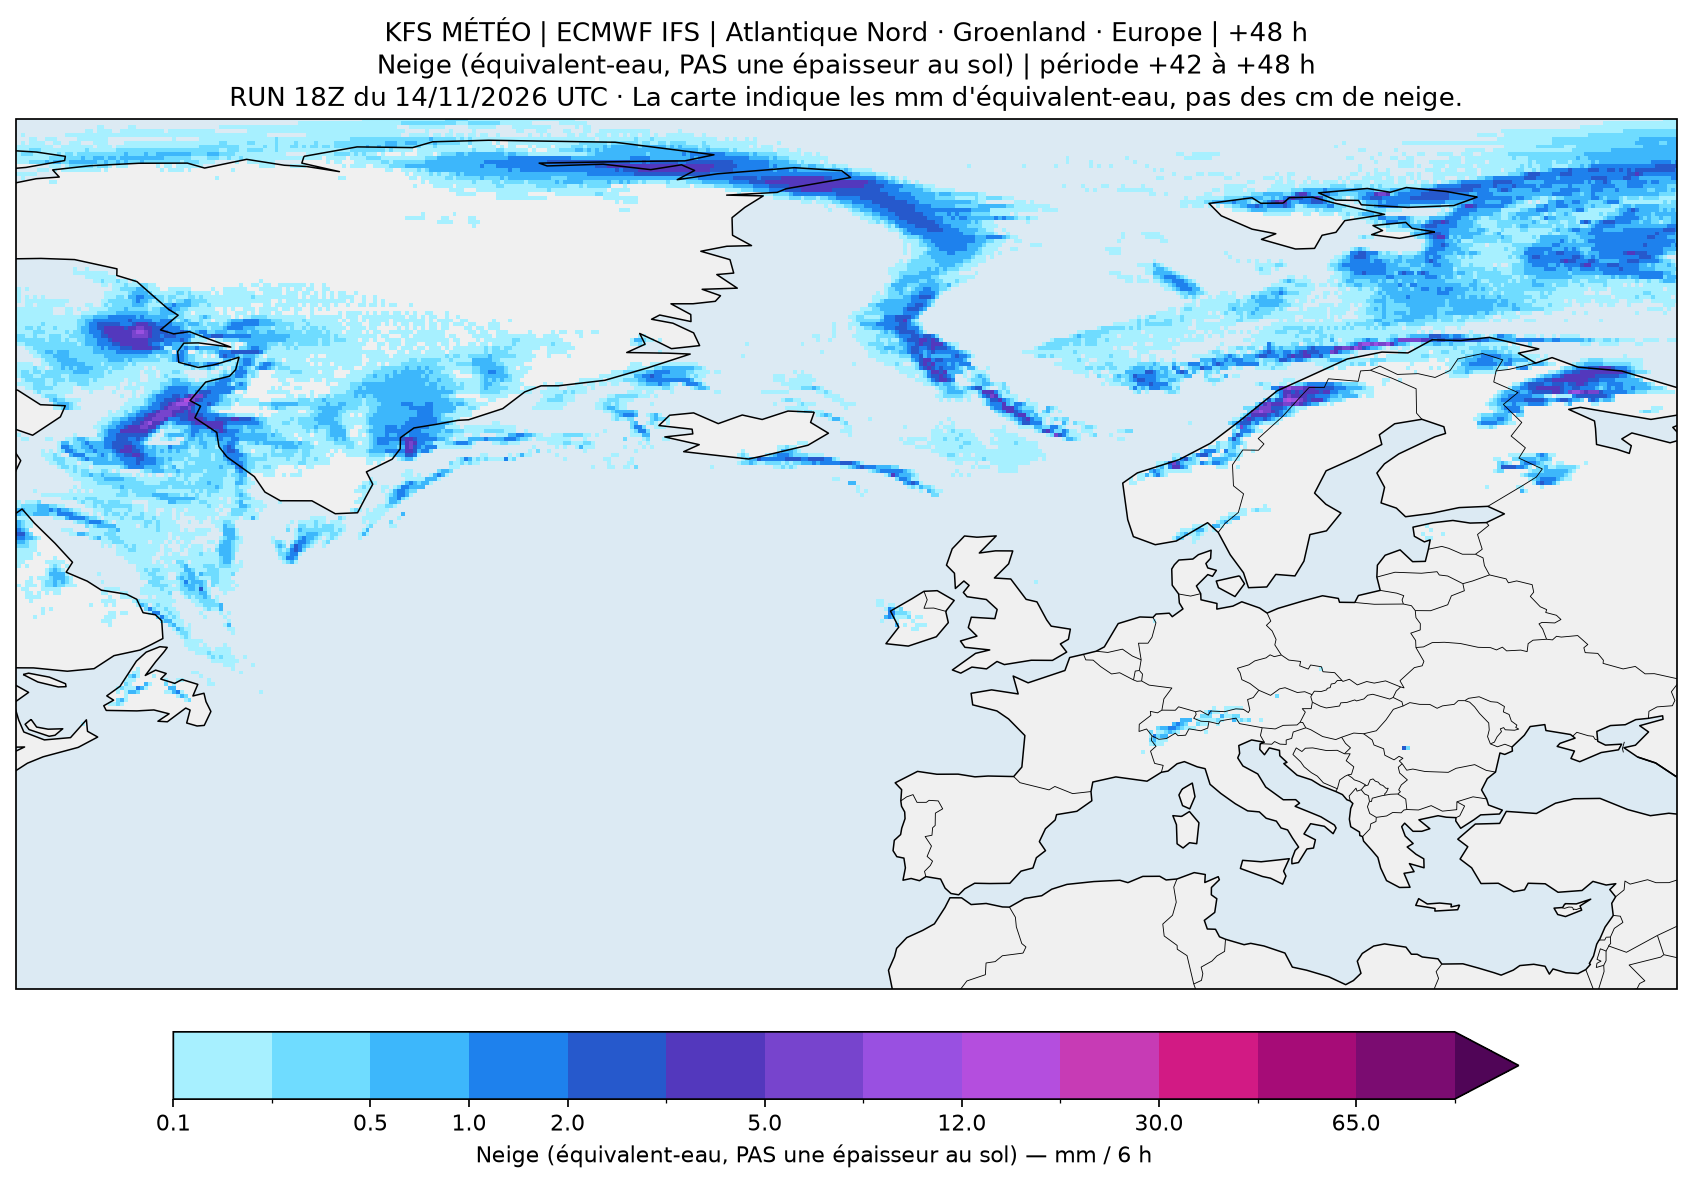 KFS MÉTÉO | ECMWF IFS | Atlantique Nord · Groenland · Europe | +48 h
Neige (équivalent-eau, PAS une épaisseur au sol) | période +42 à +48 h
RUN 18Z du 14/11/2026 UTC · La carte indique les mm d'équivalent-eau, pas des cm de neige.
0.1 0.5 1.0 2.0 5.0 12.0 30.0 65.0
Neige (équivalent-eau, PAS une épaisseur au sol) — mm / 6 h